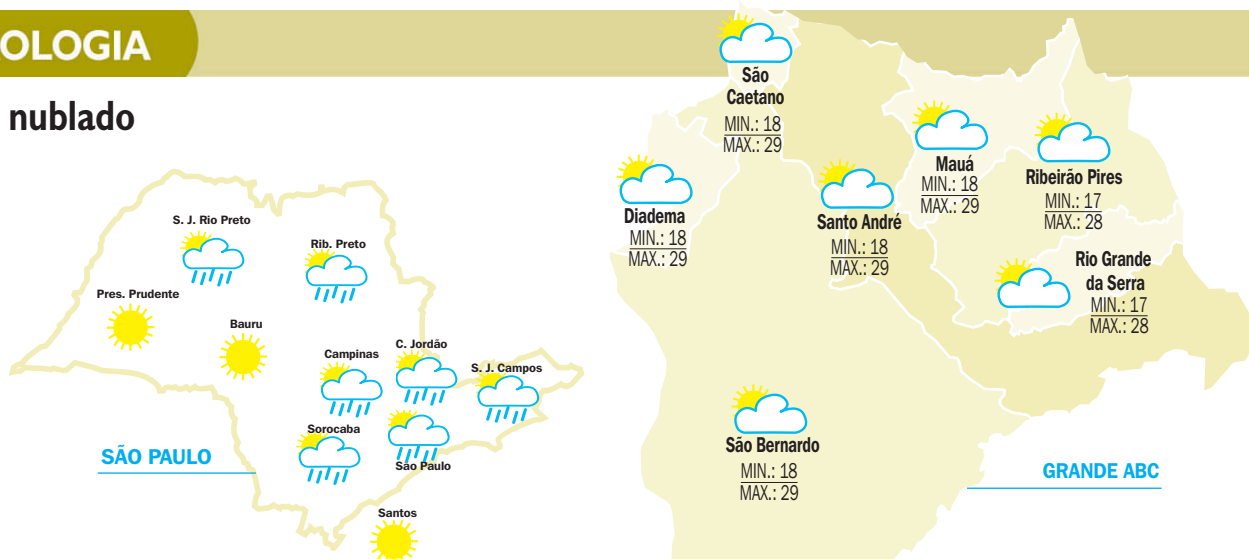 OLOGIA
nublado
S. J. Rio Preto
Rib. Preto
Pres. Prudente
Bauru
Campinas
C. Jordão
S. J. Campos
Sorocaba
São Paulo
Santos
SÃO PAULO
São
Caetano
MIN.: 18
MAX.: 29
Diadema
MIN.: 18
MAX.: 29
Santo André
MIN.: 18
MAX.: 29
Mauá
MIN.: 18
MAX.: 29
Ribeirão Pires
MIN.: 17
MAX.: 28
Rio Grande
da Serra
MIN.: 17
MAX.: 28
São Bernardo
MIN.: 18
MAX.: 29
GRANDE ABC